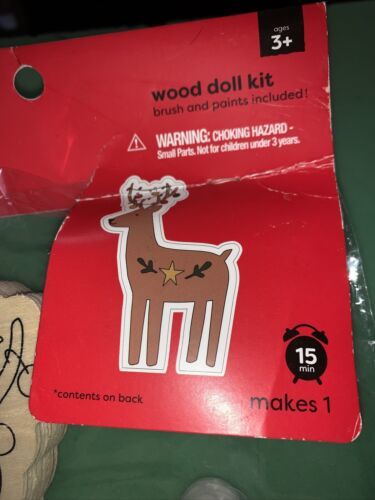 ages
3+
wood doll kit
brush and paints included!
WARNING: CHOKING HAZARD -
Small Parts. Not for children under 3 years.
15
min
*contents on back
makes 1